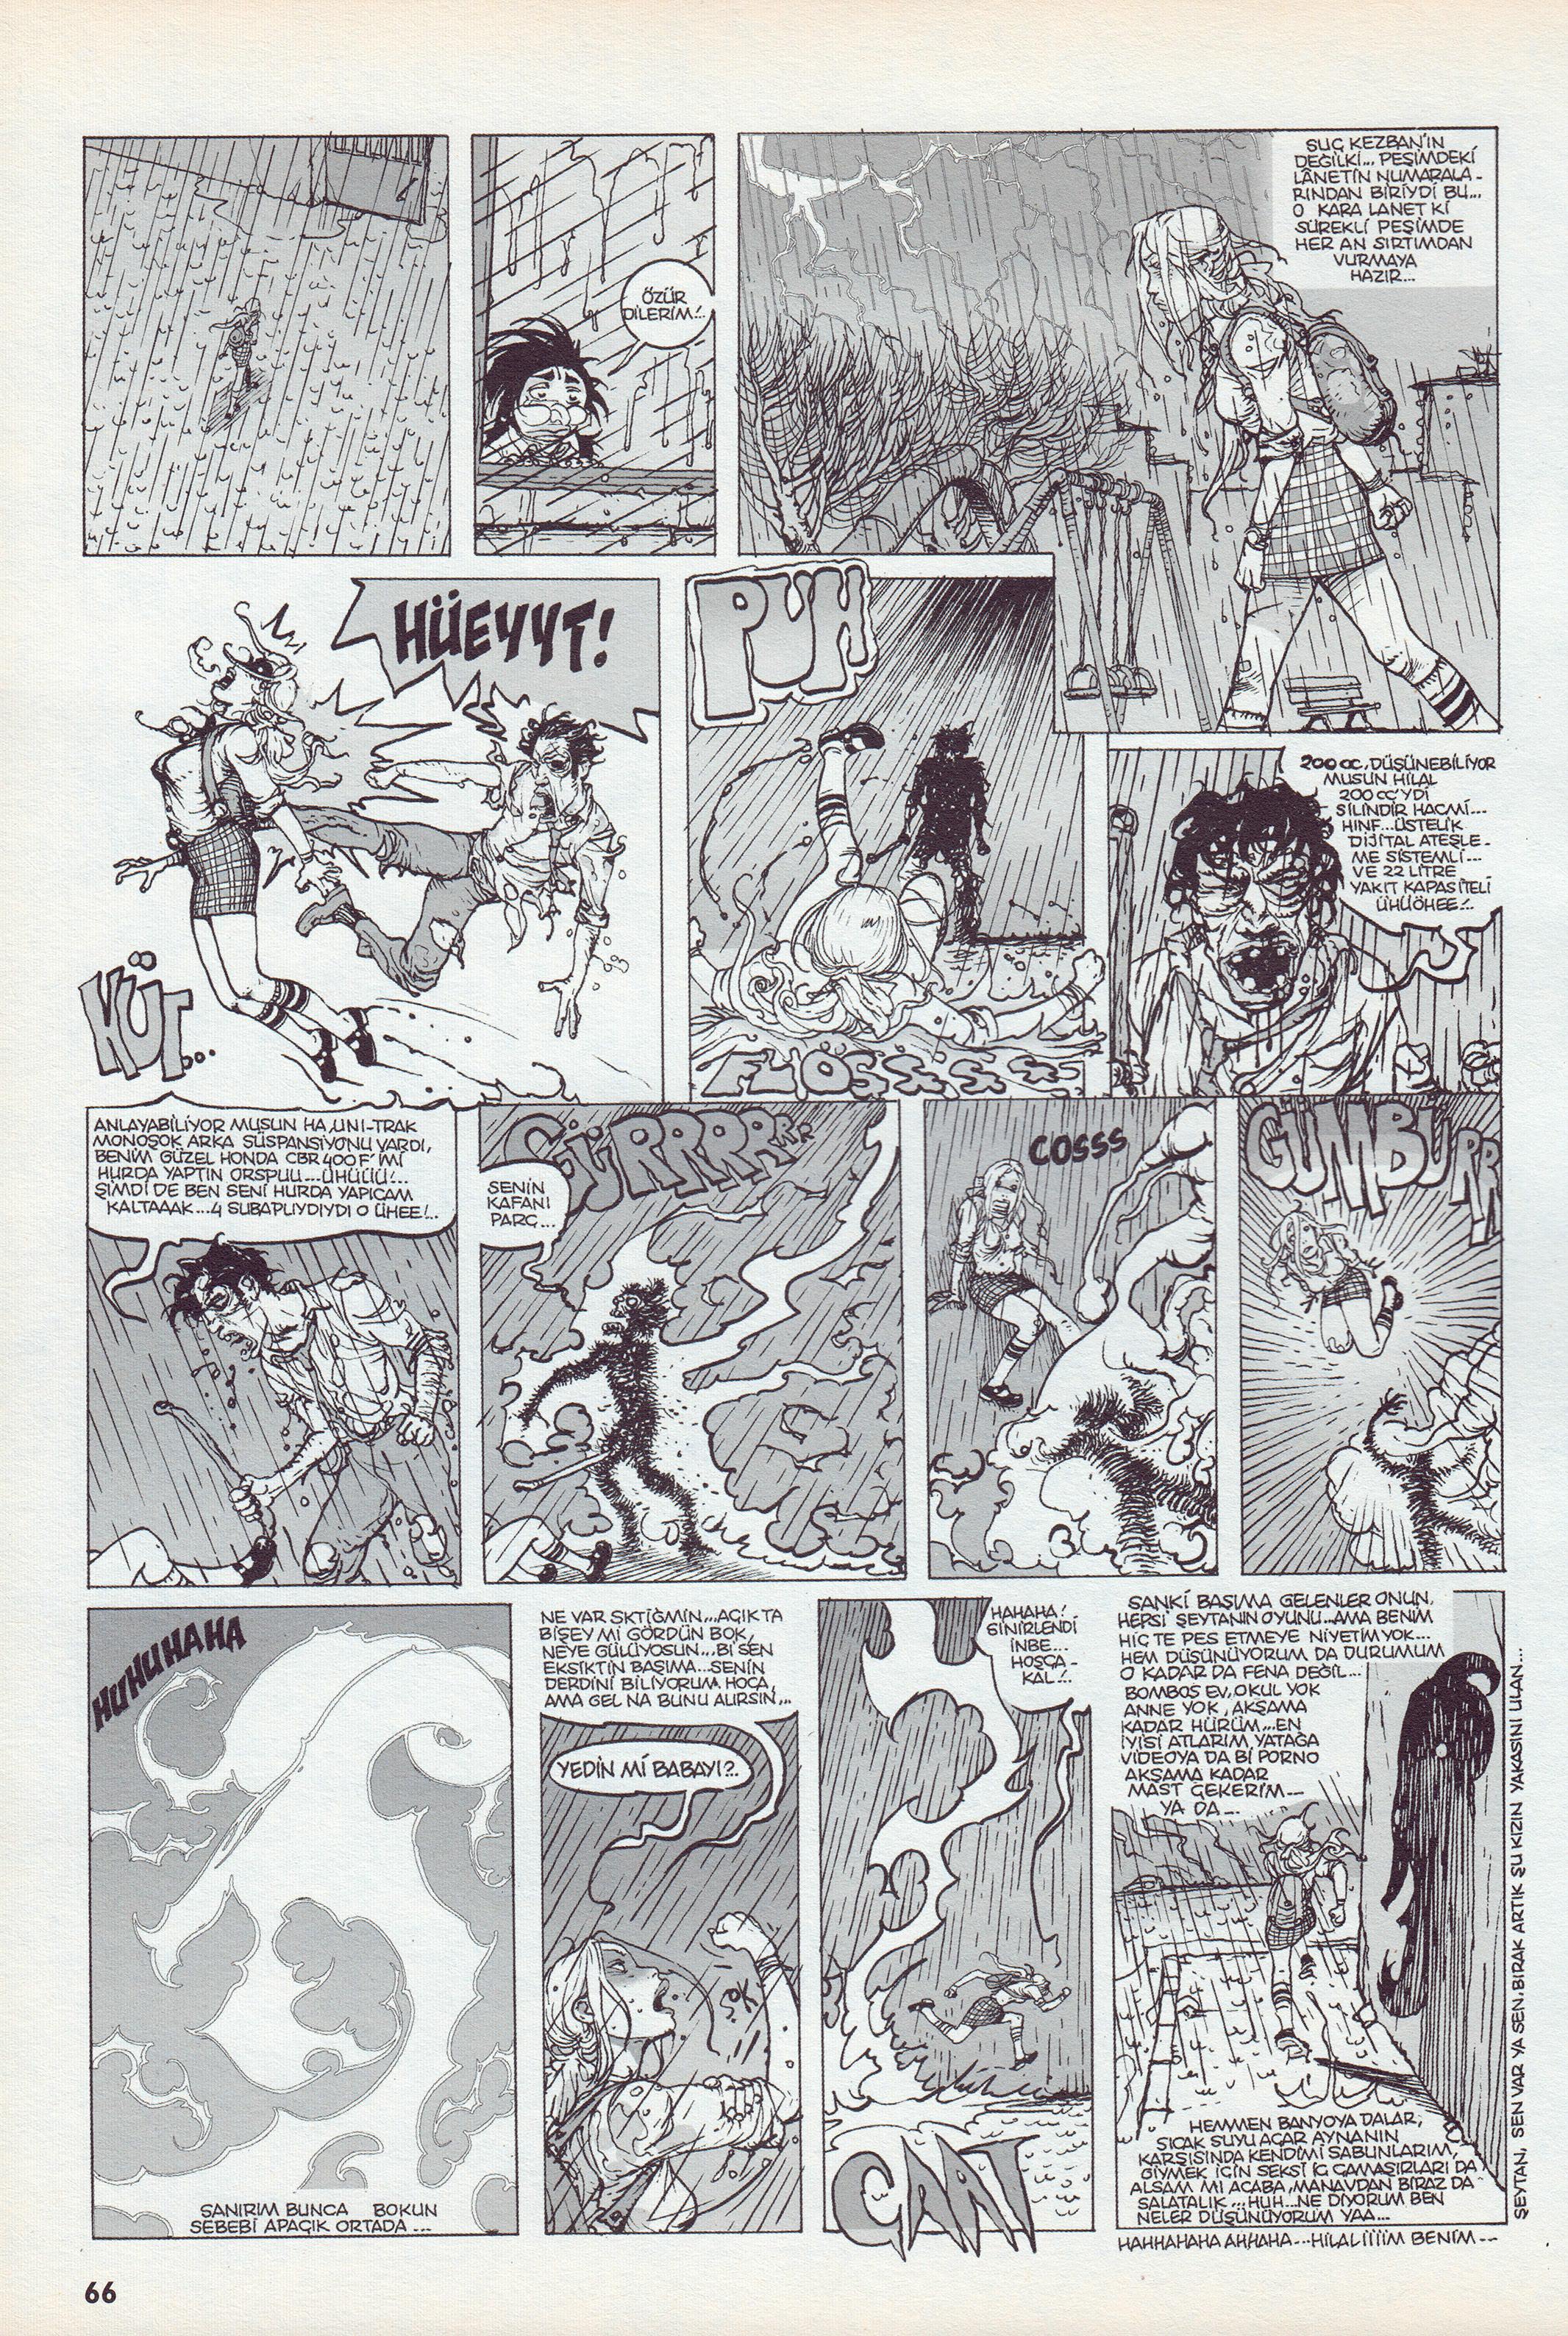 ÖZÜR
DİLERİM!..
SUÇ KEZBAN'IN
DEĞİLKİ... PEŞİMDEKİ
LANETİN NUMARALA-
RINDAN BİRİYDİ BU...
O KARA LANET Kİ
SÜREKLİ PEŞİMDE
HER AN SIRTIMDAN
VURMAYA
HAZIR...
HÜEYYT!
KÜT...
PUH
FLOŞŞŞŞŞ
200 CC, DÜŞÜNEBİLİYOR
MUSUN HİLAL
200 CC'YDİ
SİLİNDİR HACMİ...
HINF...ÜSTELİK
DİJİTAL ATEŞLE-
ME SİSTEMLİ...
VE 22 LİTRE
YAKIT KAPASİTELİ
ÜHÜÖHEE!..
ANLAYABİLİYOR MUSUN HA, UNI-TRAK
MONOŞOK ARKA SÜSPANSİYONU VARDI,
BENİM GÜZEL HONDA CBR 400 F'İMİ
HURDA YAPTIN ORSPUU...ÜHÜÜÜ!..
ŞİMDİ DE BEN SENİ HURDA YAPICAM
KALTAAAK...4 SUBAPLIYDIYDI O ÜHEE!..
GÜRRRRRRR
SENİN
KAFANI
PARÇ...
COSSS
GÜMBURRR
HUHUHAHA
SANIRIM BUNCA BOKUN
SEBEBİ APAÇIK ORTADA...
NE VAR SKTİĞMİN...AÇIKTA
BİŞEY Mİ GÖRDÜN BOK,
NEYE GÜLÜYOSUN...Bİ SEN
EKSİKTİN BAŞIMA...SENİN
DERDİNİ BİLİYORUM HOCA,
AMA GEL NA BUNU ALIRSIN...
YEDİN Mİ BABAYI?..
HAHAHA!
SİNİRLENDİ
İNBE...
HOŞÇA-
KAL!..
ÇAAT
SANKİ BAŞIMA GELENLER ONUN,
HEPSİ ŞEYTANIN OYUNU...AMA BENİM
HİÇ TE PES ETMEYE NİYETİM YOK...
HEM DÜŞÜNÜYORUM DA DURUMUM
O KADAR DA FENA DEĞİL...
BOMBOŞ EV, OKUL YOK
ANNE YOK, AKŞAMA
KADAR HÜRÜM...EN
İYİSİ ATLARIM YATAĞA
VİDEOYA DA Bİ PORNO
AKŞAMA KADAR
MAST ÇEKERİM...
YA DA...
HEMMEN BANYOYA DALAR,
SICAK SUYU AÇAR AYNANIN
KARŞISINDA KENDİMİ SABUNLARIM,
GİYMEK İÇİN SEKSİ İÇ ÇAMAŞIRLARI DA
ALSAM MI ACABA, MANAVDAN BİRAZ DA
SALATALIK...HUH...NE DİYORUM BEN
NELER DÜŞÜNÜYORUM YAA...
HAHHAHAHA AHHAHA...HİLALİİİİM BENİM...
ŞEYTAN, SEN VAR YA SEN, BIRAK ARTIK ŞU KIZIN YAKASINI ULAN...
66